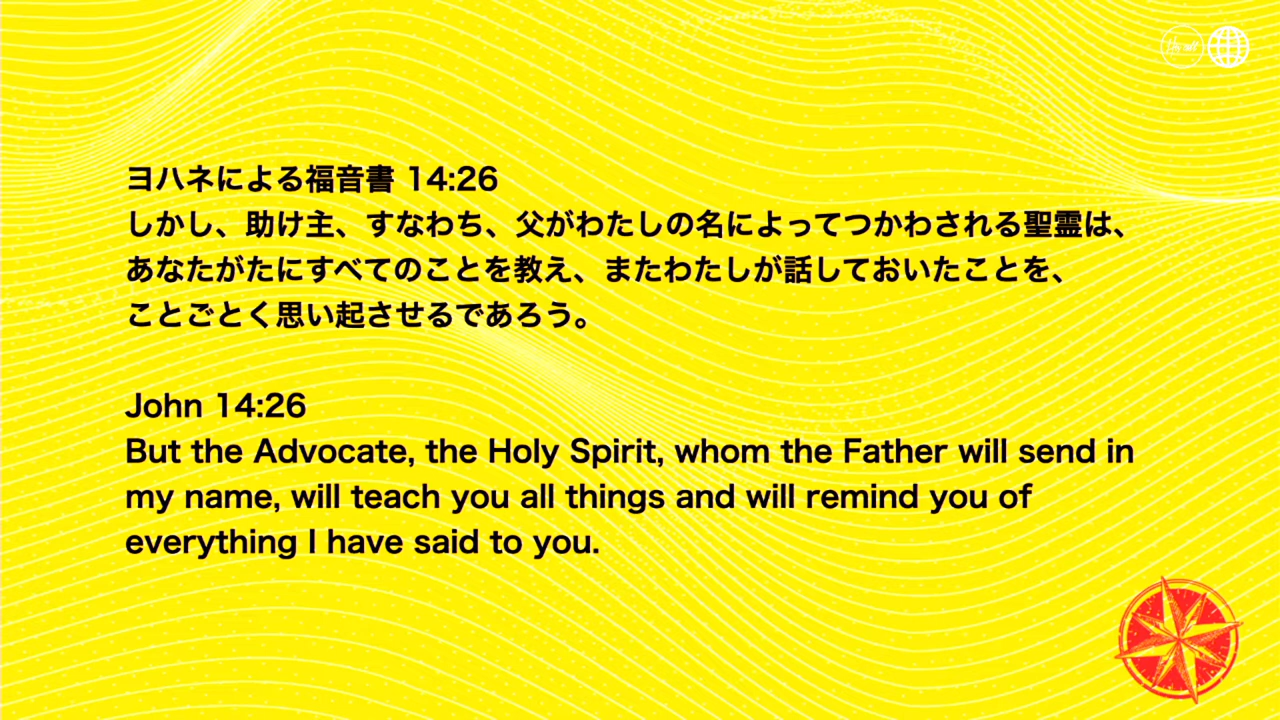 ヨハネによる福音書 14:26
しかし、助け主、すなわち、父がわたしの名によってつかわされる聖霊は、
あなたがたにすべてのことを教え、またわたしが話しておいたことを、
ことごとく思い起させるであろう。
John 14:26
But the Advocate, the Holy Spirit, whom the Father will send in
my name, will teach you all things and will remind you of
everything I have said to you.